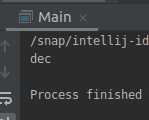 Main
/snap/intellij-id
dec
Process finished